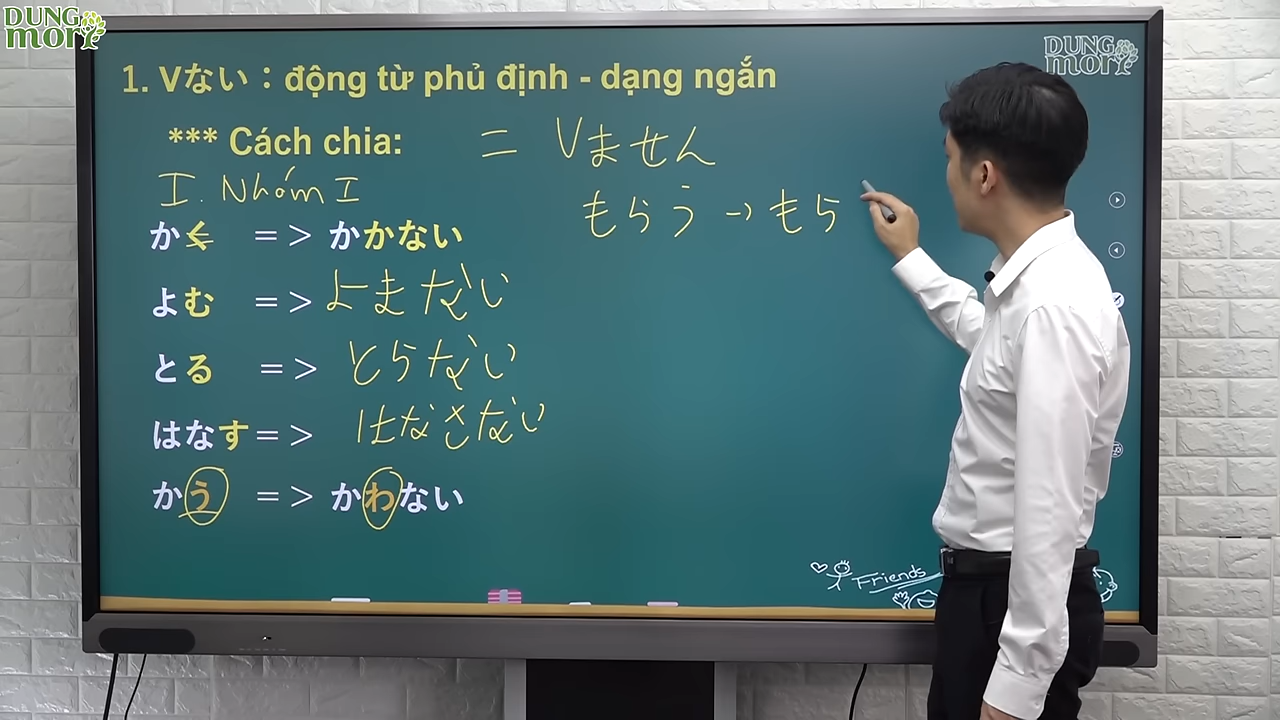 DUNG
mori
DUNG
mori
1. Vない：động từ phủ định - dạng ngắn
*** Cách chia: = Vません
I. Nhóm I
もらう → もら
かく => かかない
よむ => よまない
とる => とらない
はなす => はなさない
かう => かわない
Friends